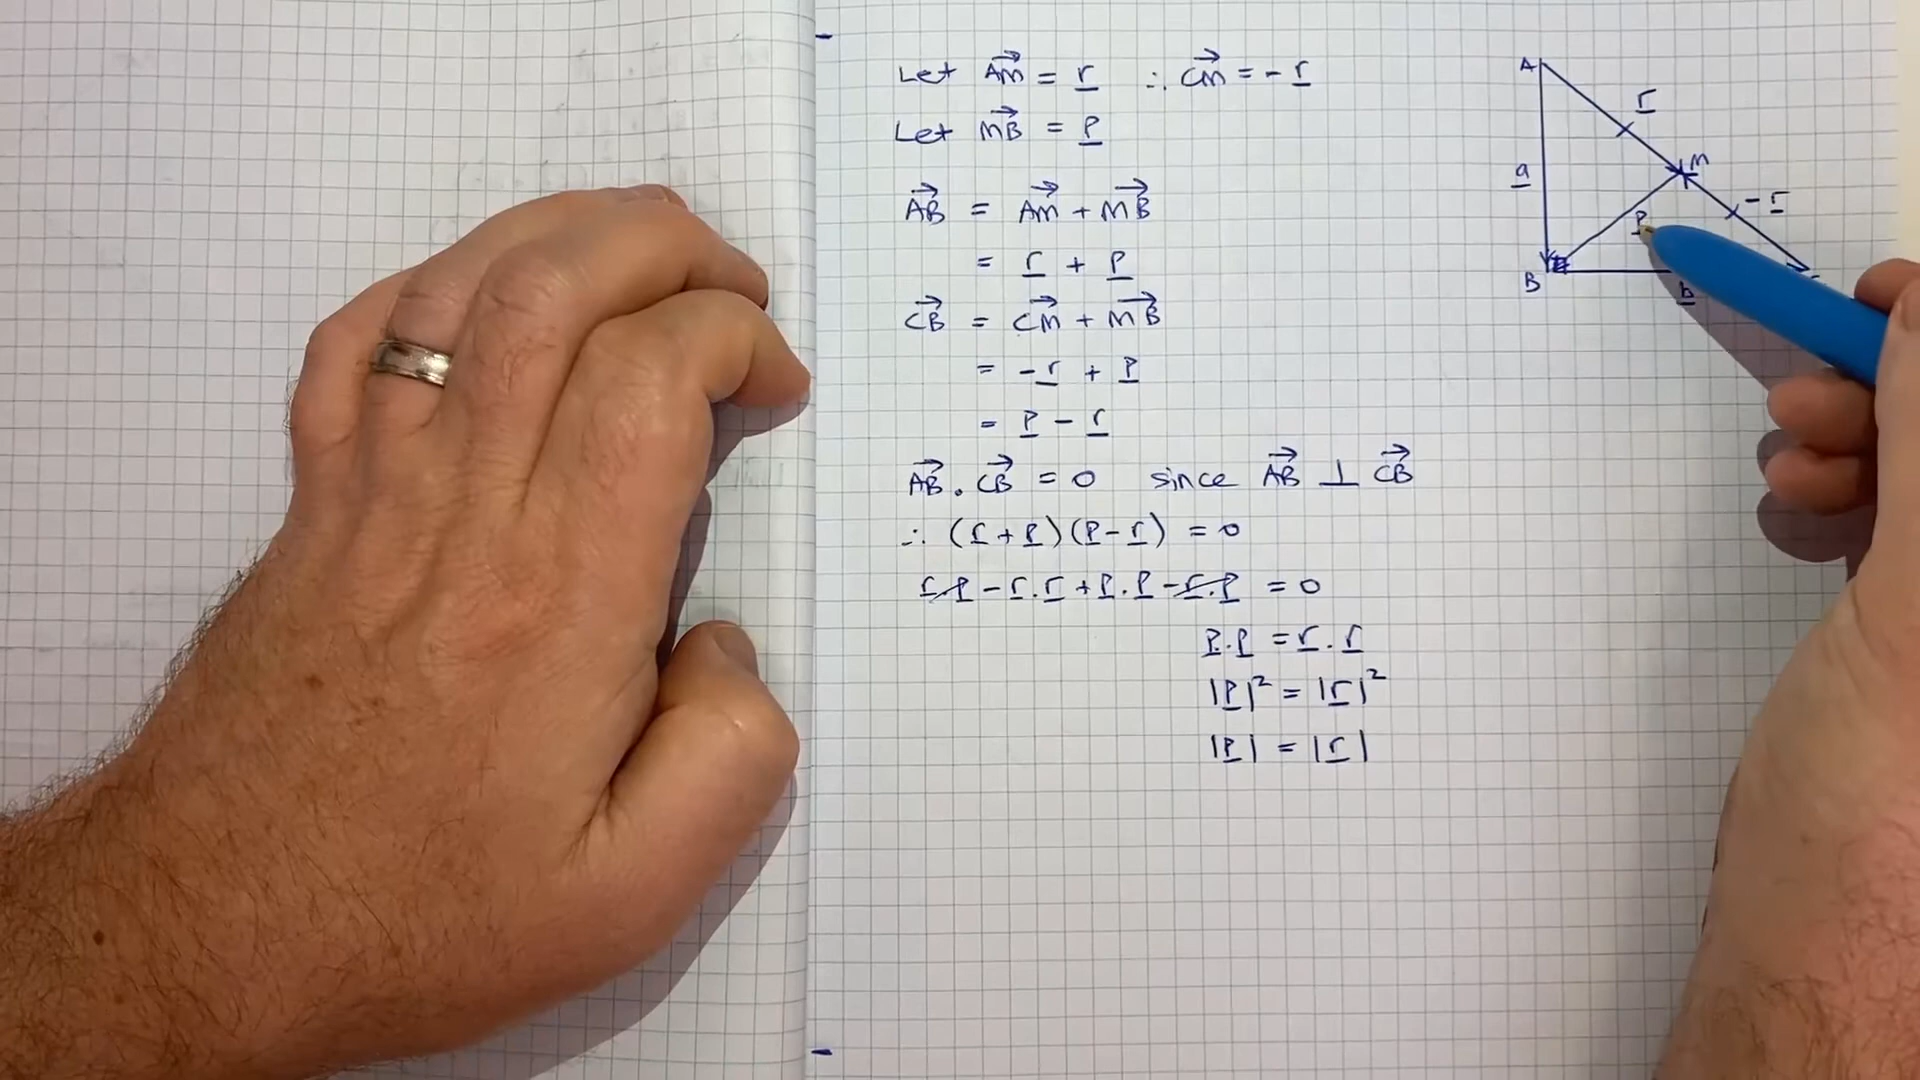 Let A͞M = r ∴ CM = - r
Let MB = p
AB = AM + MB
= r + p
CB = CM + MB
= - r + p
= p - r
AB . CB = 0 since AB ⊥ CB
∴ (r + p)(p - r) = 0
r.p - r.r + p.p - r.p = 0
p.p = r.r
|p|² = |r|²
|p| = |r|
A
r
M
a
- r
p
B
b